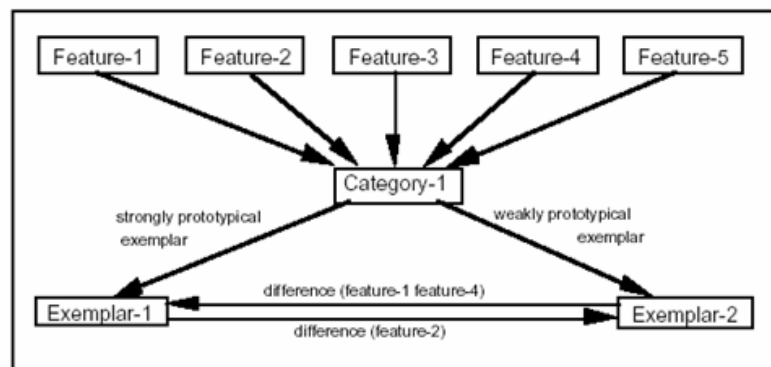 Feature-1
Feature-2
Feature-3
Feature-4
Feature-5
Category-1
strongly prototypical
exemplar
weakly prototypical
exemplar
difference (feature-1 feature-4)
Exemplar-1
Exemplar-2
difference (feature-2)